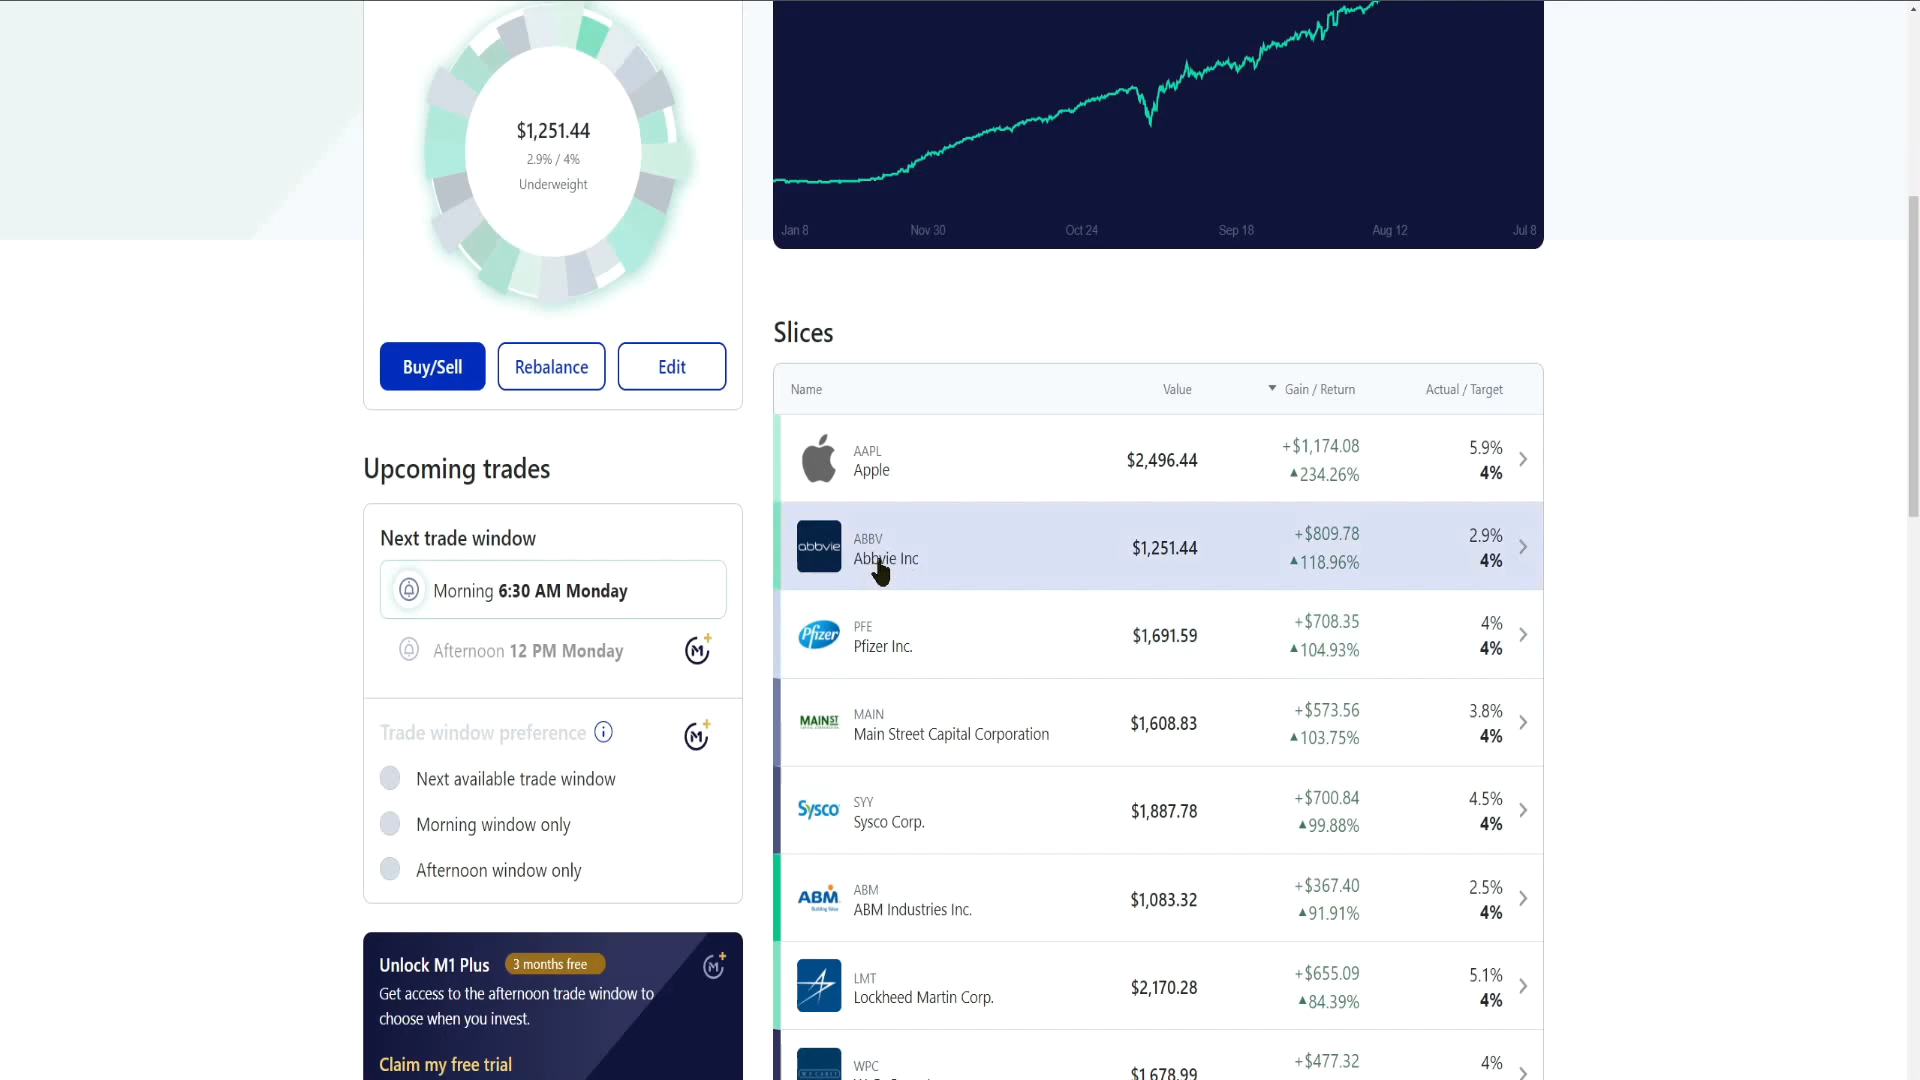 $1,251.44
2.9% / 4%
Underweight
Buy/Sell
Rebalance
Edit
Upcoming trades
Next trade window
Morning 6:30 AM Monday
Afternoon 12 PM Monday
M+
Trade window preference i
M+
Next available trade window
Morning window only
Afternoon window only
Unlock M1 Plus 3 months free
M+
Get access to the afternoon trade window to
choose when you invest.
Claim my free trial
Jan 8 Nov 30 Oct 24 Sep 18 Aug 12 Jul 8
Slices
Name Value Gain / Return Actual / Target
AAPL
Apple
$2,496.44
+$1,174.08
234.26%
5.9%
4%
abbvie
ABBV
Abbvie Inc
$1,251.44
+$809.78
118.96%
2.9%
4%
Pfizer
PFE
Pfizer Inc.
$1,691.59
+$708.35
104.93%
4%
4%
MAIN ST
MAIN
Main Street Capital Corporation
$1,608.83
+$573.56
103.75%
3.8%
4%
Sysco
SYY
Sysco Corp.
$1,887.78
+$700.84
99.88%
4.5%
4%
ABM
Building Value
ABM
ABM Industries Inc.
$1,083.32
+$367.40
91.91%
2.5%
4%
LMT
Lockheed Martin Corp.
$2,170.28
+$655.09
84.39%
5.1%
4%
WPC
$1,678.99
+$477.32
4%